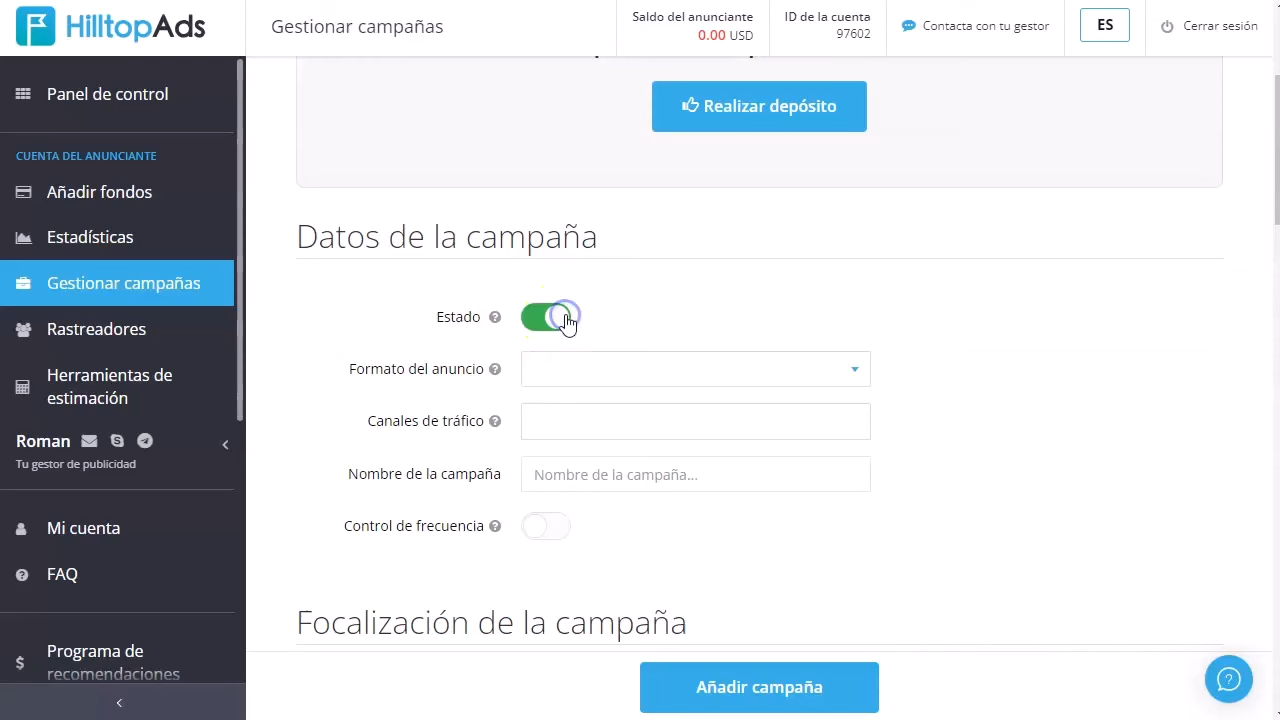 HilltopAds
Gestionar campañas
Saldo del anunciante
0.00 USD
ID de la cuenta
97602
Contacta con tu gestor
ES
Cerrar sesión
Panel de control
CUENTA DEL ANUNCIANTE
Añadir fondos
Estadísticas
Gestionar campañas
Rastreadores
Herramientas de
estimación
Roman
Tu gestor de publicidad
Mi cuenta
FAQ
Programa de
recomendaciones
Realizar depósito
Datos de la campaña
Estado
Formato del anuncio
Canales de tráfico
Nombre de la campaña
Nombre de la campaña...
Control de frecuencia
Focalización de la campaña
Añadir campaña